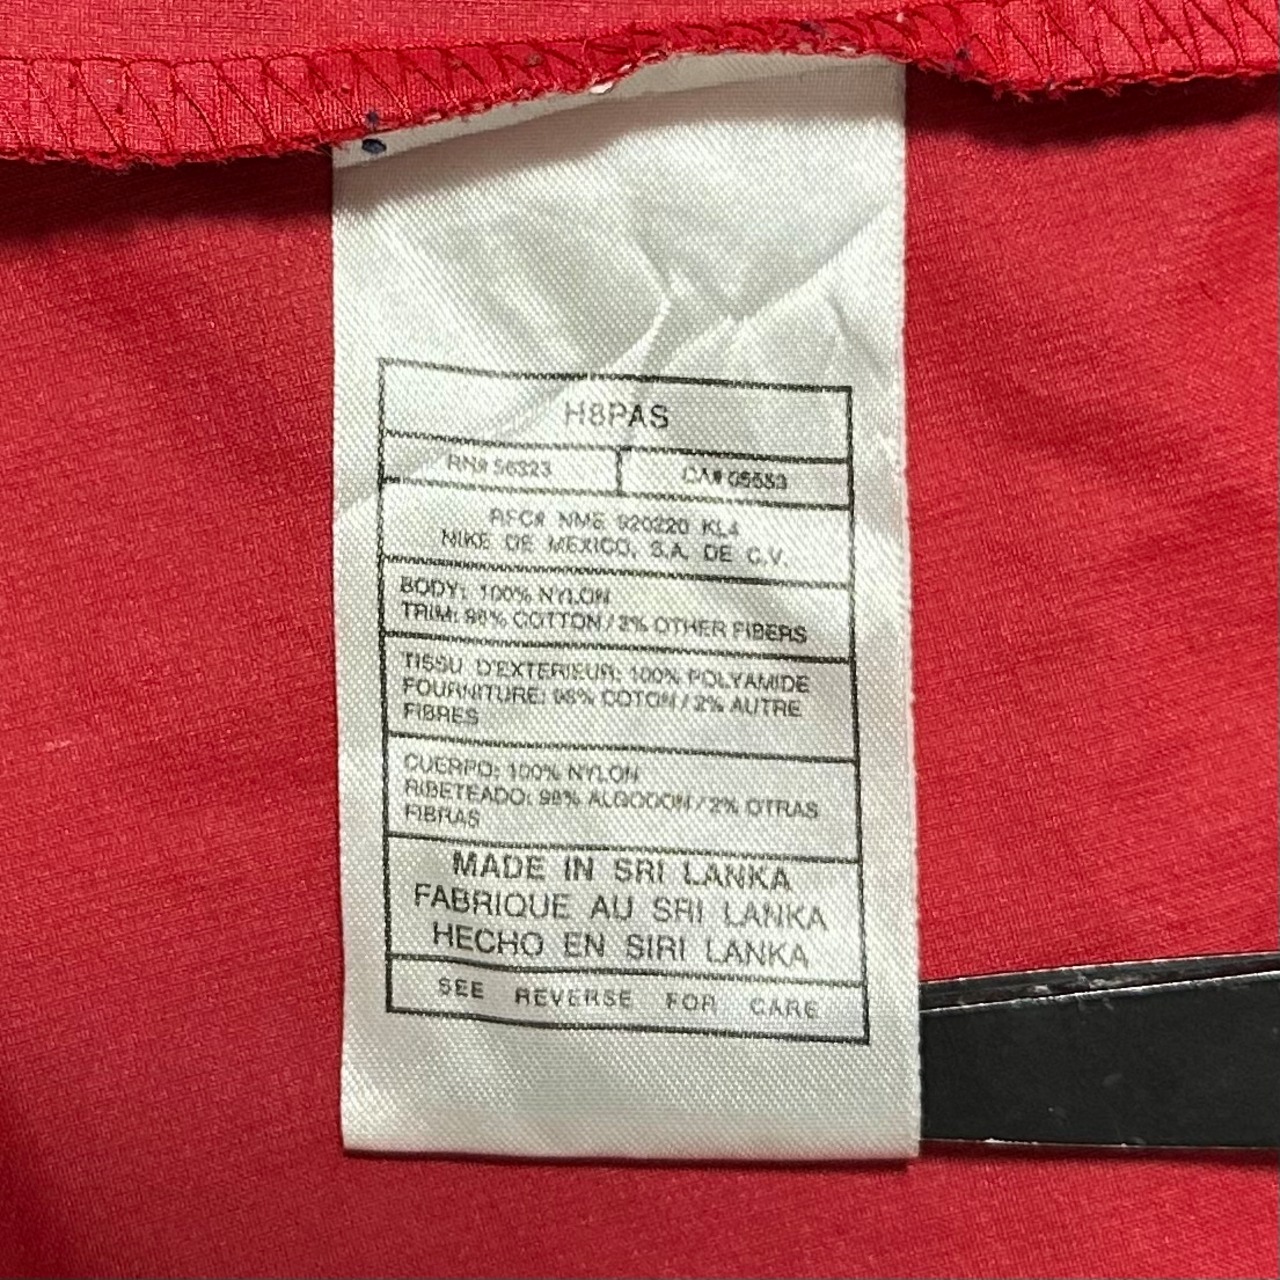 H8PAS
RN# 56323
CA# 05553
RFC# NME 920220 KL4
NIKE DE MEXICO, S.A. DE C.V.
BODY: 100% NYLON
TRIM: 98% COTTON / 2% OTHER FIBERS
TISSU D'EXTERIEUR: 100% POLYAMIDE
FOURNITURE: 98% COTON / 2% AUTRE
FIBRES
CUERPO: 100% NYLON
RIBETEADO: 98% ALGODON / 2% OTRAS
FIBRAS
MADE IN SRI LANKA
FABRIQUE AU SRI LANKA
HECHO EN SIRI LANKA
SEE REVERSE FOR CARE